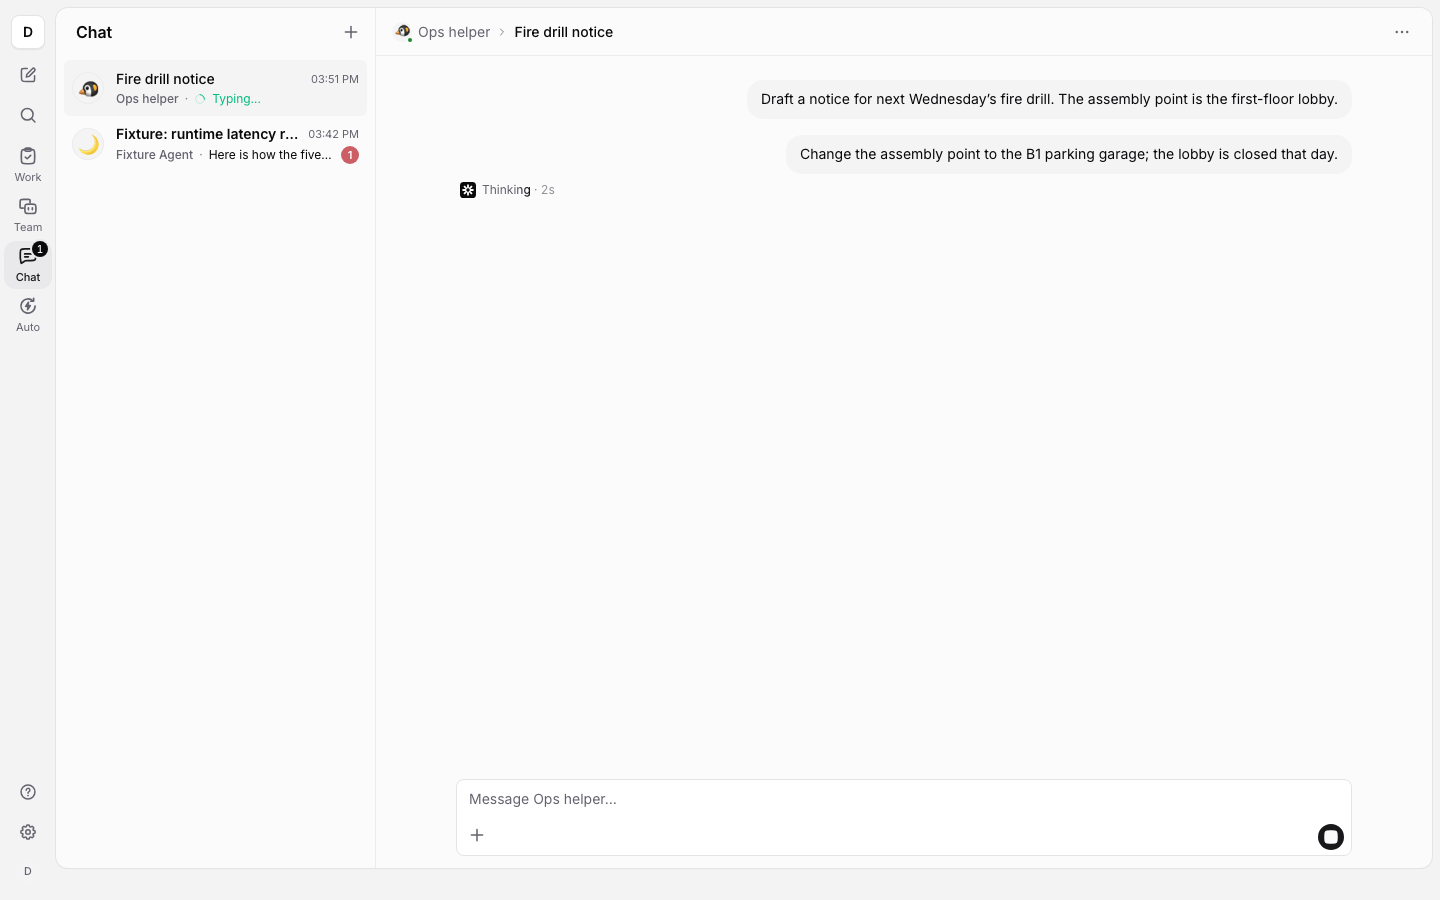 D
Work
Team
1
Chat
Auto
D
Chat
Fire drill notice
03:51 PM
Ops helper · Typing...
Fixture: runtime latency r...
03:42 PM
Fixture Agent · Here is how the five...
1
Ops helper
Fire drill notice
Draft a notice for next Wednesday's fire drill. The assembly point is the first-floor lobby.
Change the assembly point to the B1 parking garage; the lobby is closed that day.
Thinking · 2s
Message Ops helper...